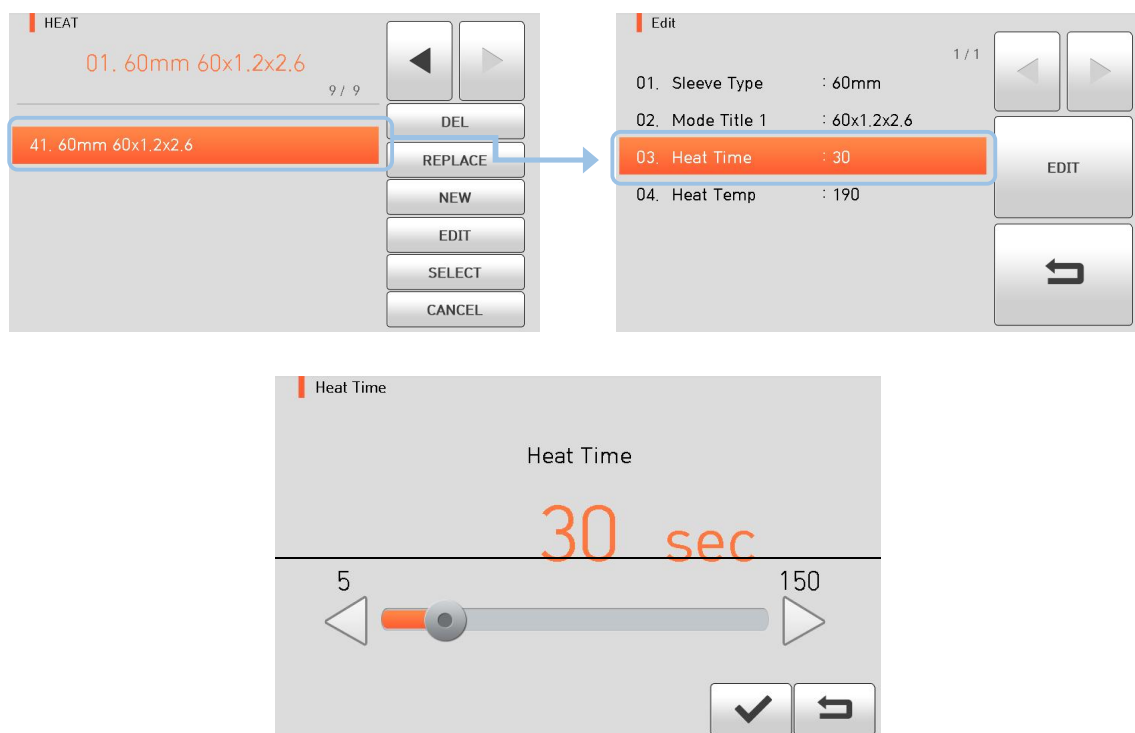 HEAT
01. 60mm 60x1.2x2.6
9 / 9
41. 60mm 60x1.2x2.6
DEL
REPLACE
NEW
EDIT
SELECT
CANCEL
Edit
1 / 1
01. Sleeve Type : 60mm
02. Mode Title 1 : 60x1.2x2.6
03. Heat Time : 30
04. Heat Temp : 190
EDIT
Heat Time
Heat Time
30 sec
5 150